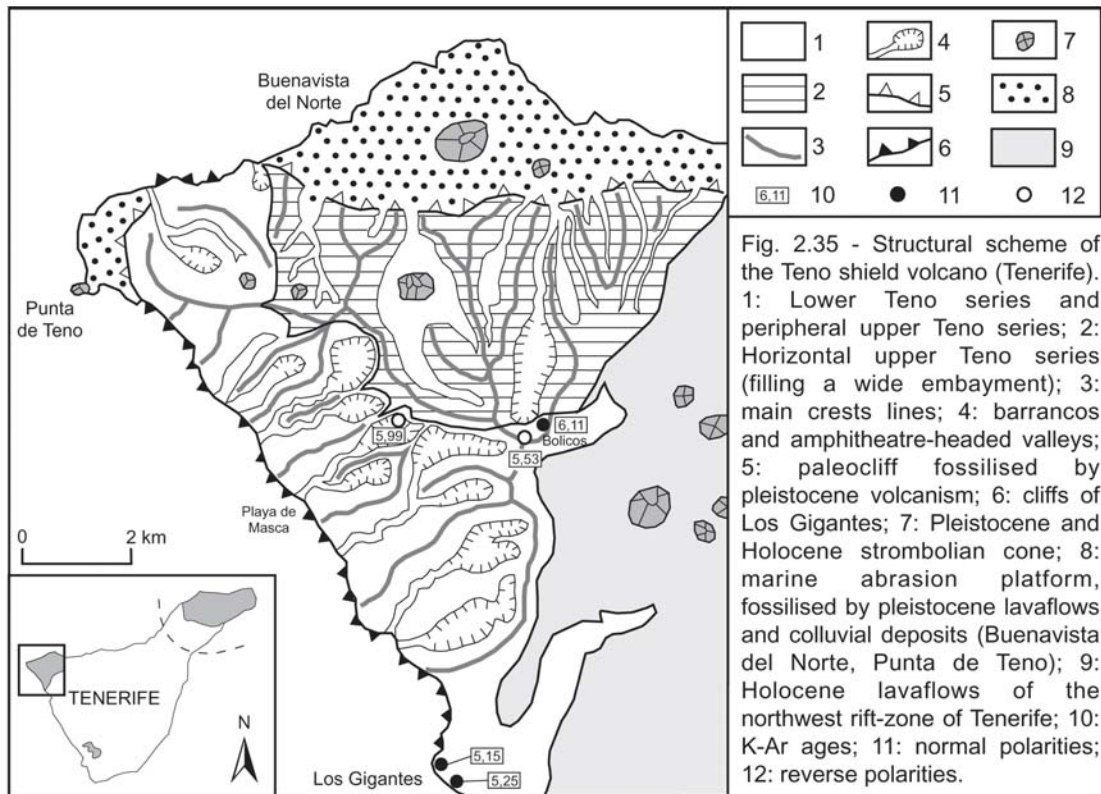 Buenavista
del Norte
Punta
de Teno
5,99
6,11
Bolicos
5,53
Playa de
Masca
0 2 km
TENERIFE
N
5,15
Los Gigantes
5,25
1 4 7
2 5 8
3 6 9
6,11 10 11 12
Fig. 2.35 - Structural scheme of
the Teno shield volcano (Tenerife).
1: Lower Teno series and
peripheral upper Teno series; 2:
Horizontal upper Teno series
(filling a wide embayment); 3:
main crests lines; 4: barrancos
and amphitheatre-headed valleys;
5: paleocliff fossilised by
pleistocene volcanism; 6: cliffs of
Los Gigantes; 7: Pleistocene and
Holocene strombolian cone; 8:
marine abrasion platform,
fossilised by pleistocene lavaflows
and colluvial deposits (Buenavista
del Norte, Punta de Teno); 9:
Holocene lavaflows of the
northwest rift-zone of Tenerife; 10:
K-Ar ages; 11: normal polarities;
12: reverse polarities.